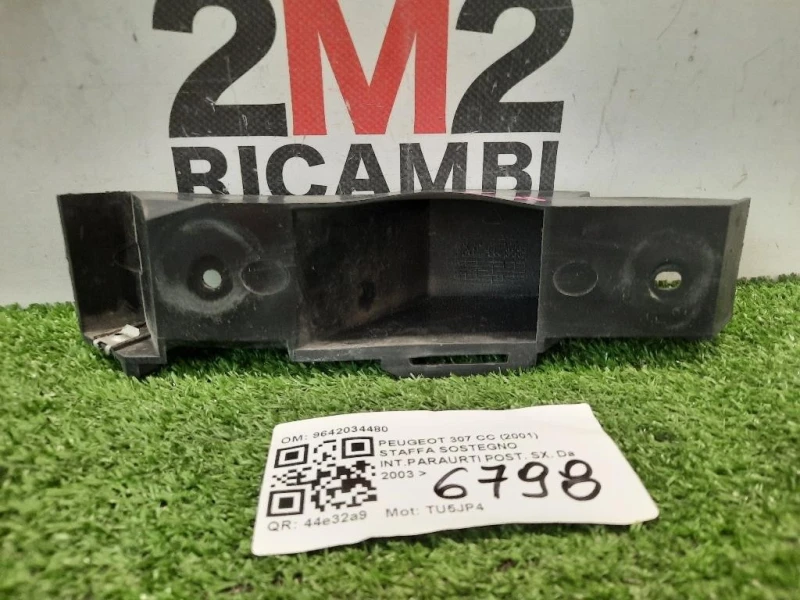 2M2
RICAMBI
OM: 9642034480
PEUGEOT 307 CC (2001)
STAFFA SOSTEGNO
INT.PARAURTI POST. SX. Da
2003 >
6798
QR: 44e32a9 Mot: TU5JP4